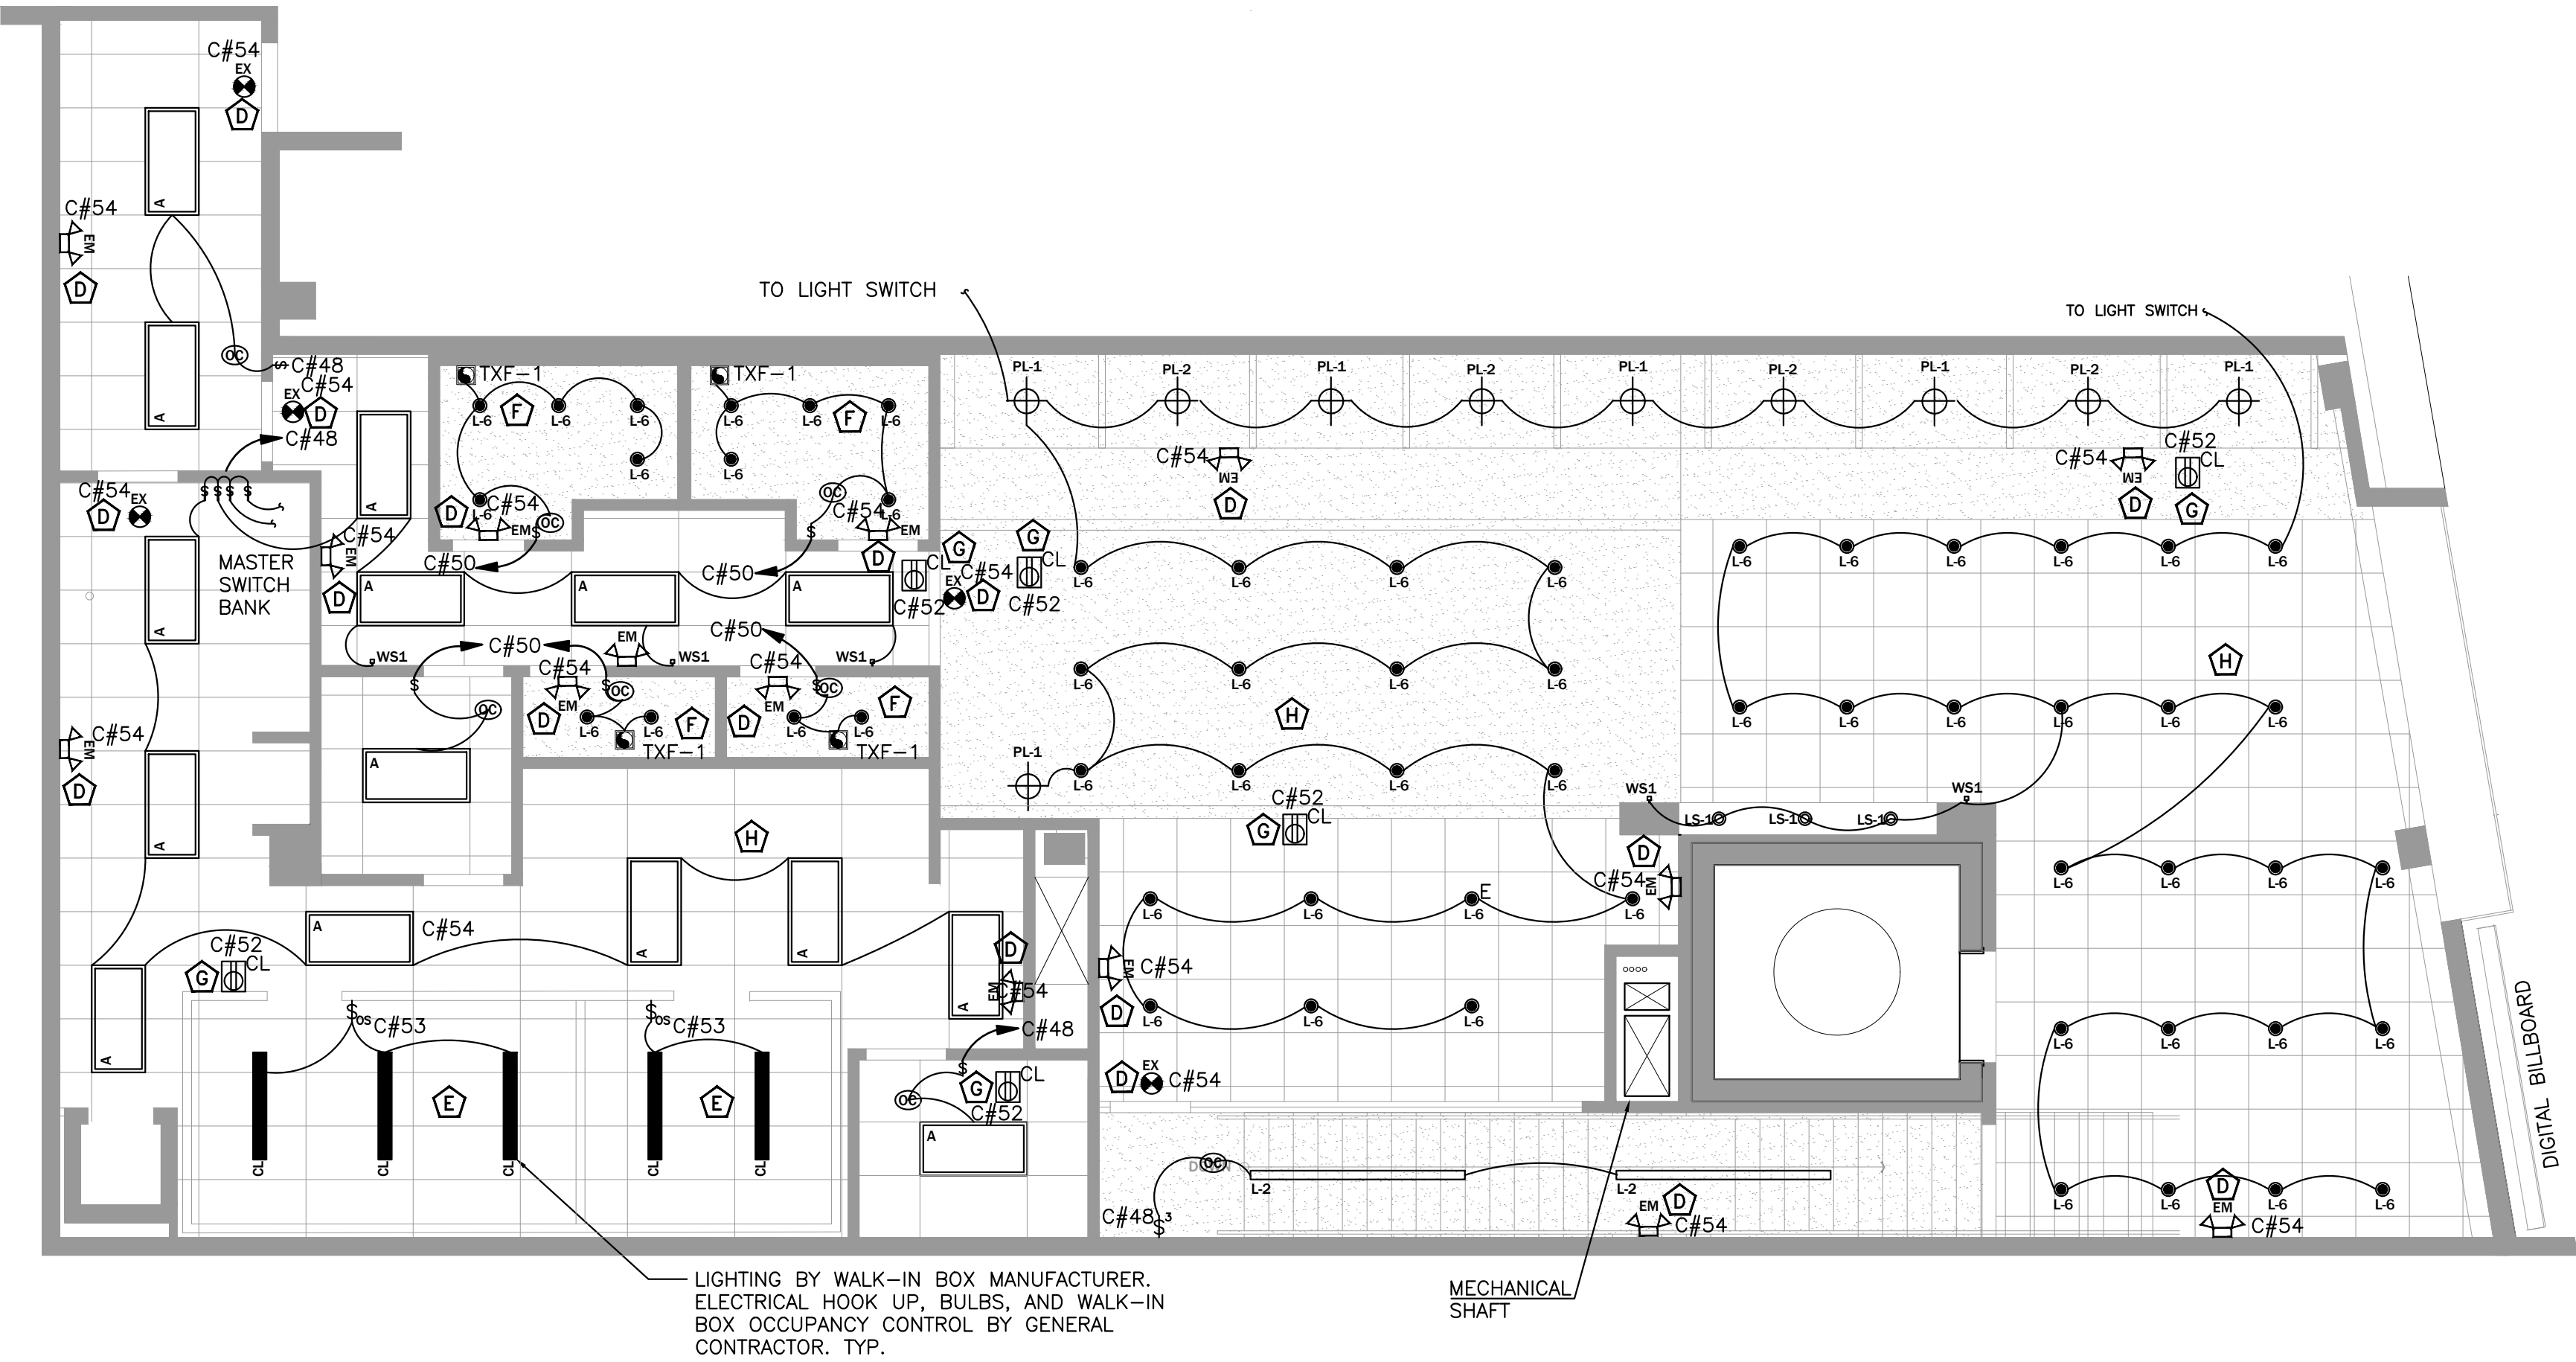 C#54
EX
D
A
C#54
EM
D
TO LIGHT SWITCH
TO LIGHT SWITCH
A
OC
S C#48
C#54
EX
D
C#48
A
TXF-1
F
L-6 L-6 L-6
L-6
D
L-6
C#54
EM
OC
S
C#50
TXF-1
F
L-6 L-6 L-6
L-6
OC
C#54
L-6
EM
S
D
C#50
PL-1 PL-2 PL-1 PL-2 PL-1 PL-2 PL-1 PL-2 PL-1
C#54
EM
D
C#54
EM
D
C#52
CL
G
C#54
EX
D
S S S S
MASTER
SWITCH
BANK
C#54
EM
D
A
A A A
CL
C#52
G
EX
C#54
D
G
CL
C#52
L-6 L-6 L-6 L-6
L-6 L-6 L-6 L-6 L-6 L-6
WS1
C#50
EM
WS1
C#50
WS1
S
OC
A
C#54
EM
D
S
OC
L-6 L-6
F
TXF-1
C#54
EM
D
S
OC
L-6 L-6
F
TXF-1
L-6 L-6 L-6 L-6
H
H
L-6 L-6 L-6 L-6 L-6 L-6
PL-1
L-6 L-6 L-6 L-6
C#54
EM
D
A
C#52
G
CL
WS1
WS1
LS-1 LS-1 LS-1
H
D
C#54
EM
L-6 L-6 L-6 E L-6
L-6 L-6 L-6 L-6
A
C#54
A
A
A
D
EM
C#54
C#52
G
CL
A
EM
C#54
D
L-6 L-6 L-6
L-6 L-6 L-6 L-6
S OS C#53
S OS C#53
C#48
S
G
CL
OC
C#52
A
D
EX
C#54
E
E
CL CL CL CL CL
DOWN
OC
L-2
L-2
C#48
S 3
EM
D
C#54
L-6 L-6 L-6 L-6
D
EM
C#54
DIGITAL BILLBOARD
LIGHTING BY WALK-IN BOX MANUFACTURER.
ELECTRICAL HOOK UP, BULBS, AND WALK-IN
BOX OCCUPANCY CONTROL BY GENERAL
CONTRACTOR. TYP.
MECHANICAL
SHAFT